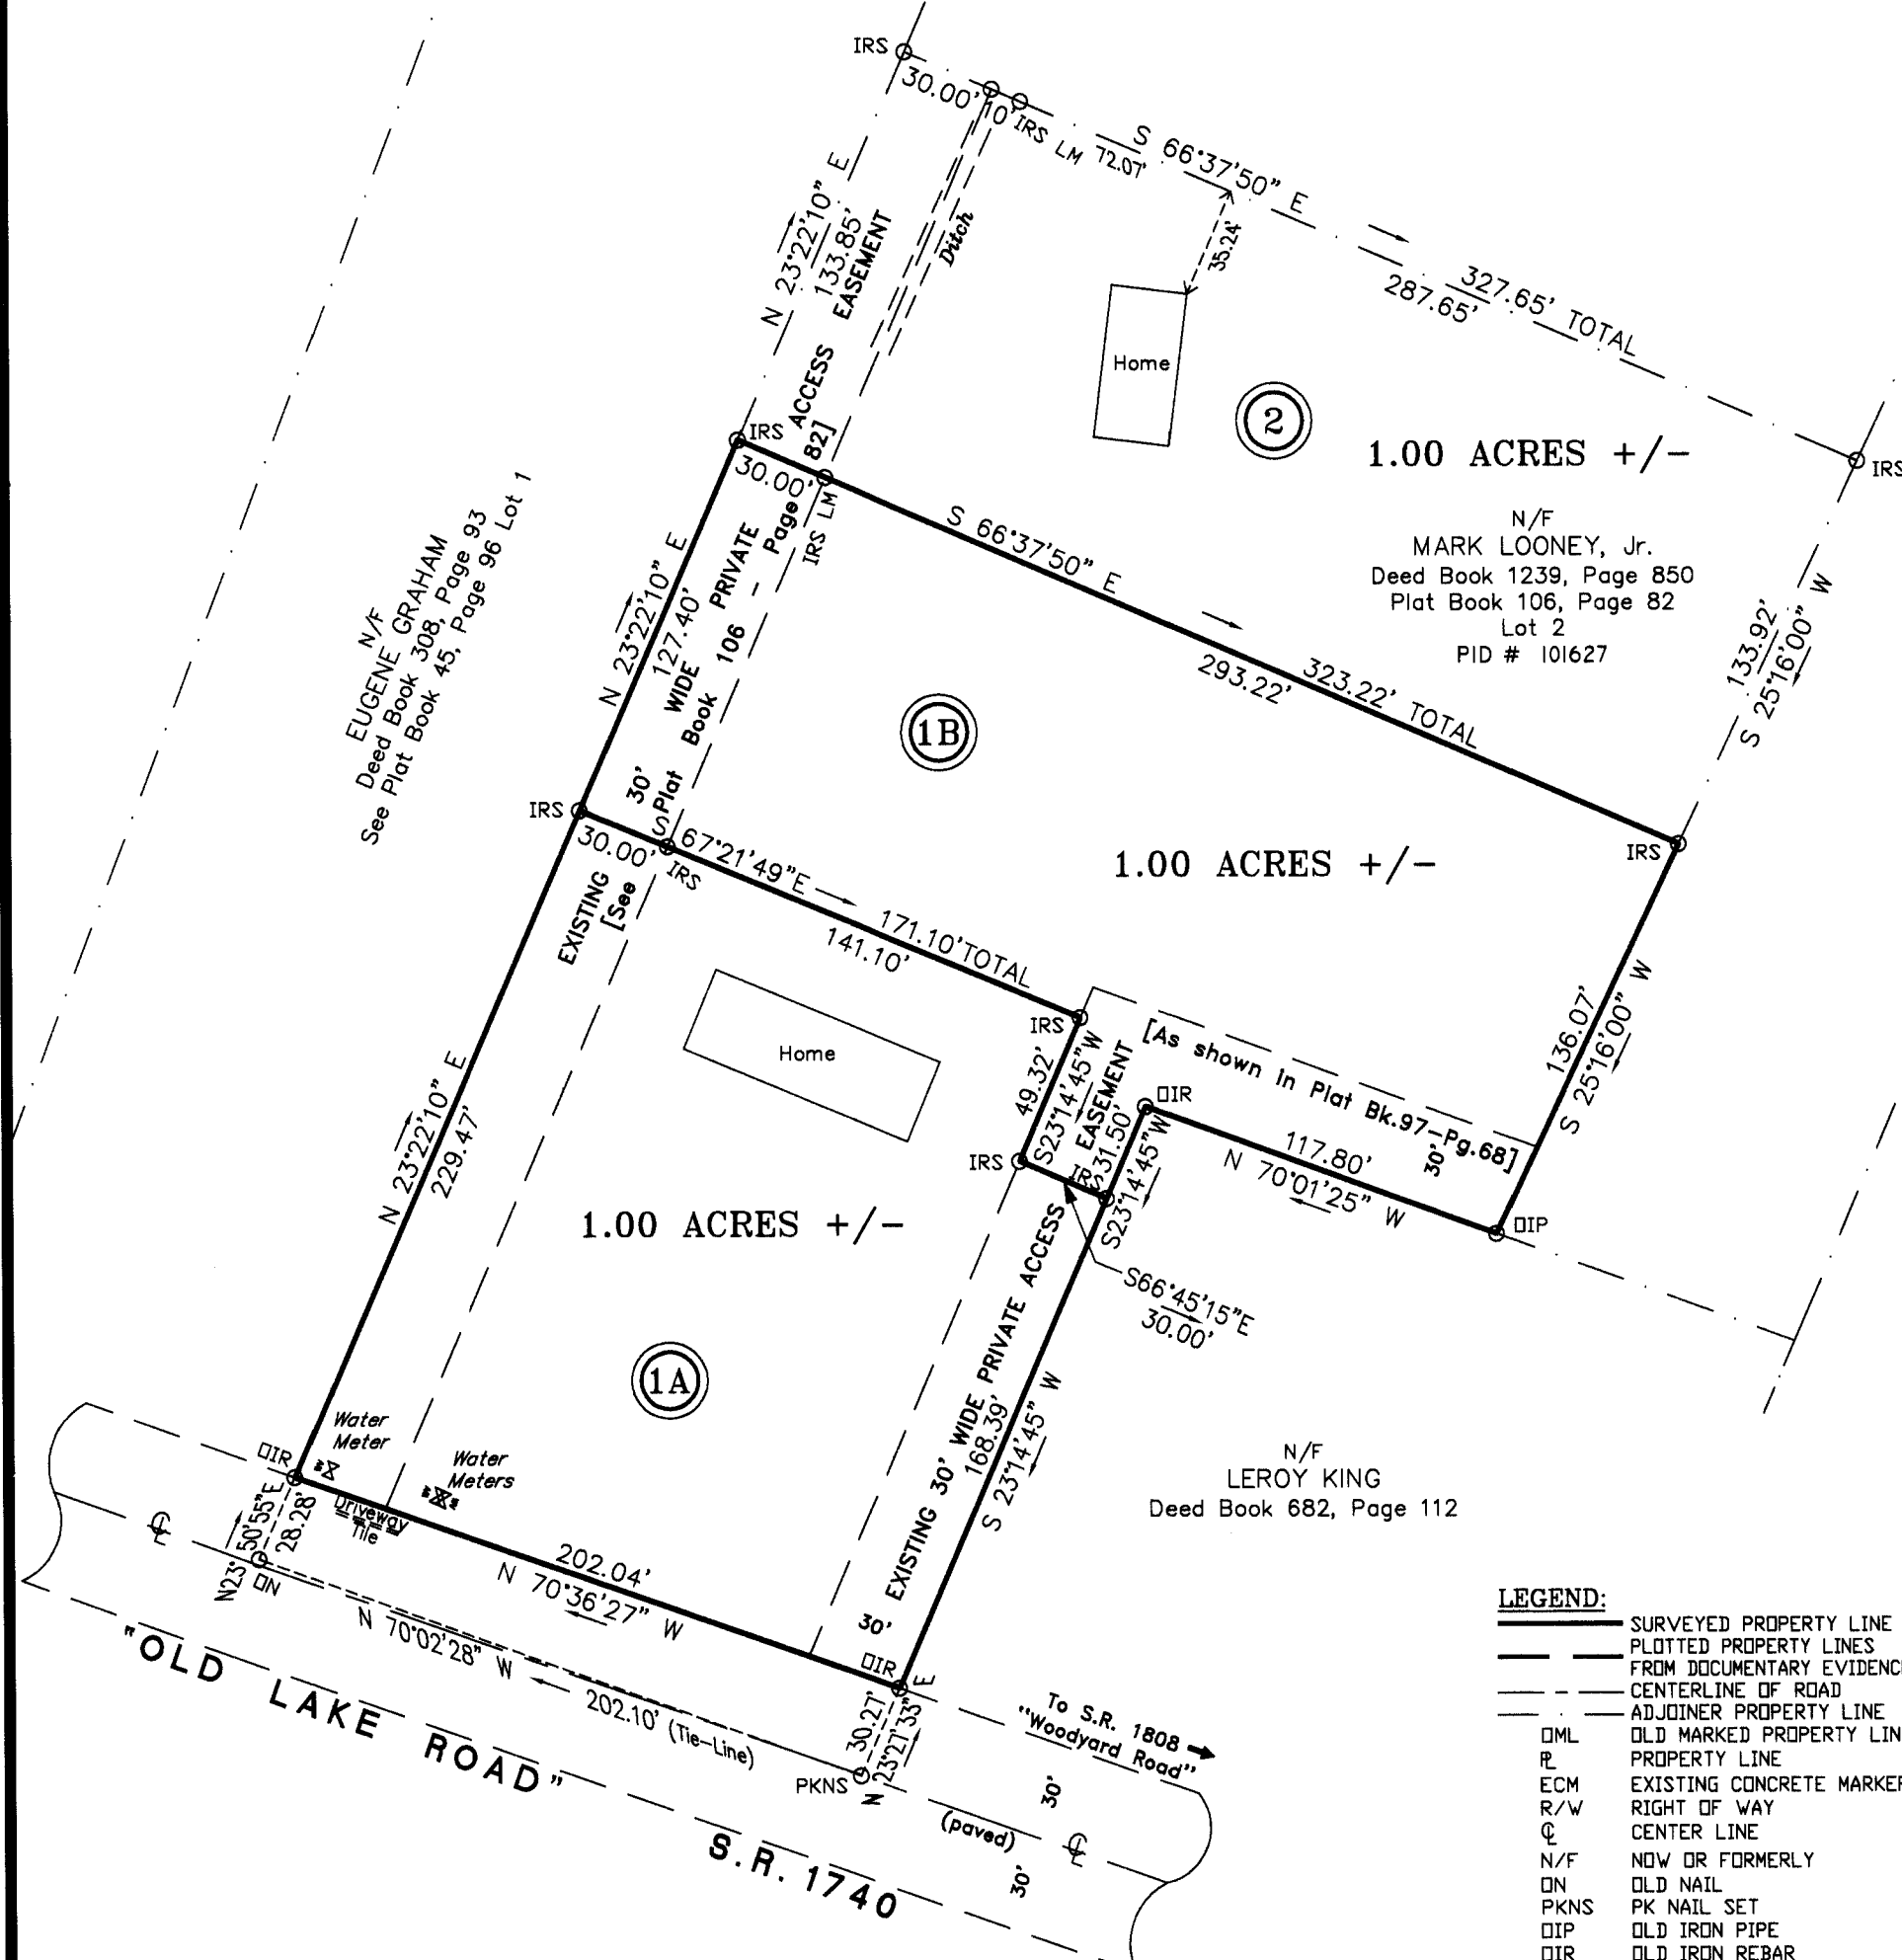 IRS
30.00'
10'
IRS LM
72.07'
S 66°37'50" E
327.65' TOTAL
287.65'
35.24'
N 23°22'10" E
133.85'
ACCESS EASEMENT
Ditch
Home
2
1.00 ACRES +/-
IRS
N/F
MARK LOONEY, Jr.
Deed Book 1239, Page 850
Plat Book 106, Page 82
Lot 2
PID # 101627
133.92'
S 25°16'00" W
IRS
30.00'
IRS LM
S 66°37'50" E
323.22' TOTAL
293.22'
N/F
EUGENE GRAHAM
Deed Book 308, Page 93
See Plat Book 45, Page 96 Lot 1
N 23°22'10" E
127.40'
EXISTING 30' WIDE PRIVATE
[See Plat Book 106 - Page 82]
1B
1.00 ACRES +/-
IRS
IRS
30.00'
IRS
S 67°21'49"E
171.10'TOTAL
141.10'
136.07'
S 25°16'00" W
Home
IRS
49.32'
S23°14'45"W
EASEMENT
[As shown in Plat Bk.97-Pg.68]
OIR
31.50'
S23°14'45"W
117.80'
N 70°01'25" W
30'
OIP
IRS
IRS
S66°45'15"E
30.00'
N 23°22'10" E
229.47'
1.00 ACRES +/-
1A
EXISTING 30' WIDE PRIVATE ACCESS
168.39'
S 23°14'45" W
N/F
LEROY KING
Deed Book 682, Page 112
Water
Meter
Water
Meters
OIR
Driveway
Tile
N23°50'55"E
28.28'
ON
202.04'
N 70°36'27" W
30'
OIR
N 70°02'28" W
202.10' (Tie-Line)
30.27'
N 23°27'33" E
PKNS
To S.R. 1808
"Woodyard Road"
30'
(paved)
30'
"OLD LAKE ROAD"
S.R. 1740
LEGEND:
SURVEYED PROPERTY LINE
PLOTTED PROPERTY LINES
FROM DOCUMENTARY EVIDENCE
CENTERLINE OF ROAD
ADJOINER PROPERTY LINE
OML OLD MARKED PROPERTY LIN
PL PROPERTY LINE
ECM EXISTING CONCRETE MARKER
R/W RIGHT OF WAY
CL CENTER LINE
N/F NOW OR FORMERLY
ON OLD NAIL
PKNS PK NAIL SET
OIP OLD IRON PIPE
OIR OLD IRON REBAR